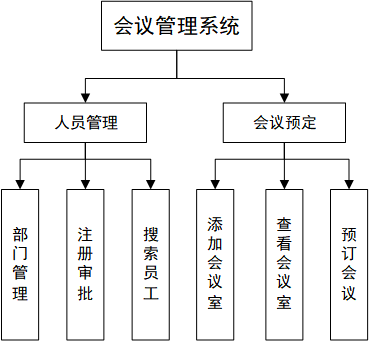 会议管理系统
人员管理
会议预定
部门管理
注册审批
搜索员工
添加会议室
查看会议室
预订会议